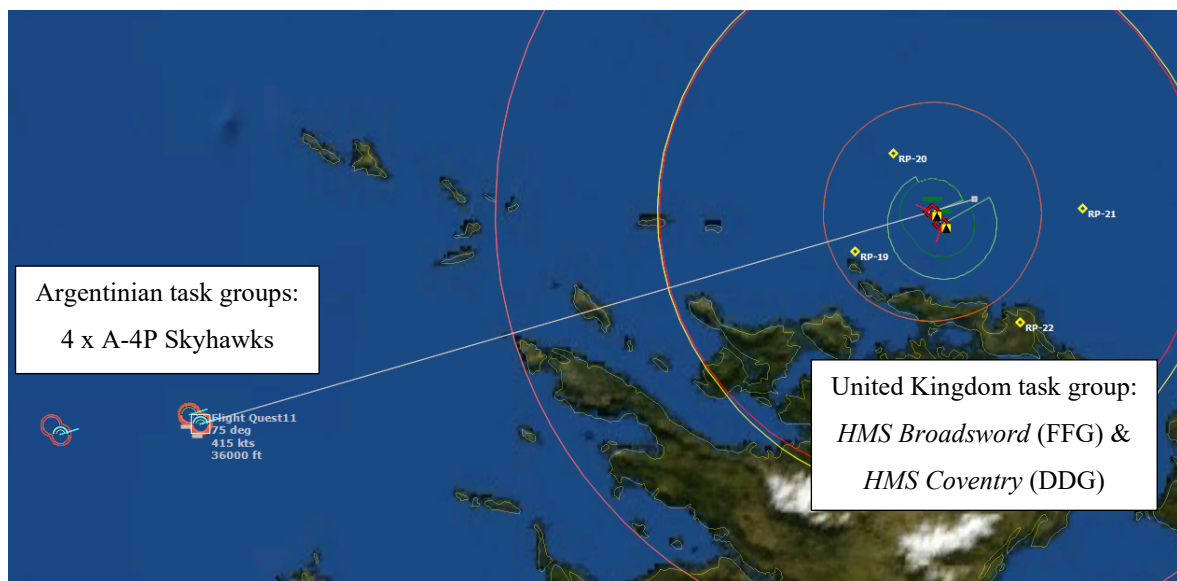 RP-20
RP-21
RP-19
Argentinian task groups:
4 x A-4P Skyhawks
RP-22
United Kingdom task group:
HMS Broadsword (FFG) &
HMS Coventry (DDG)
Flight Quest11
75 deg
415 kts
36000 ft